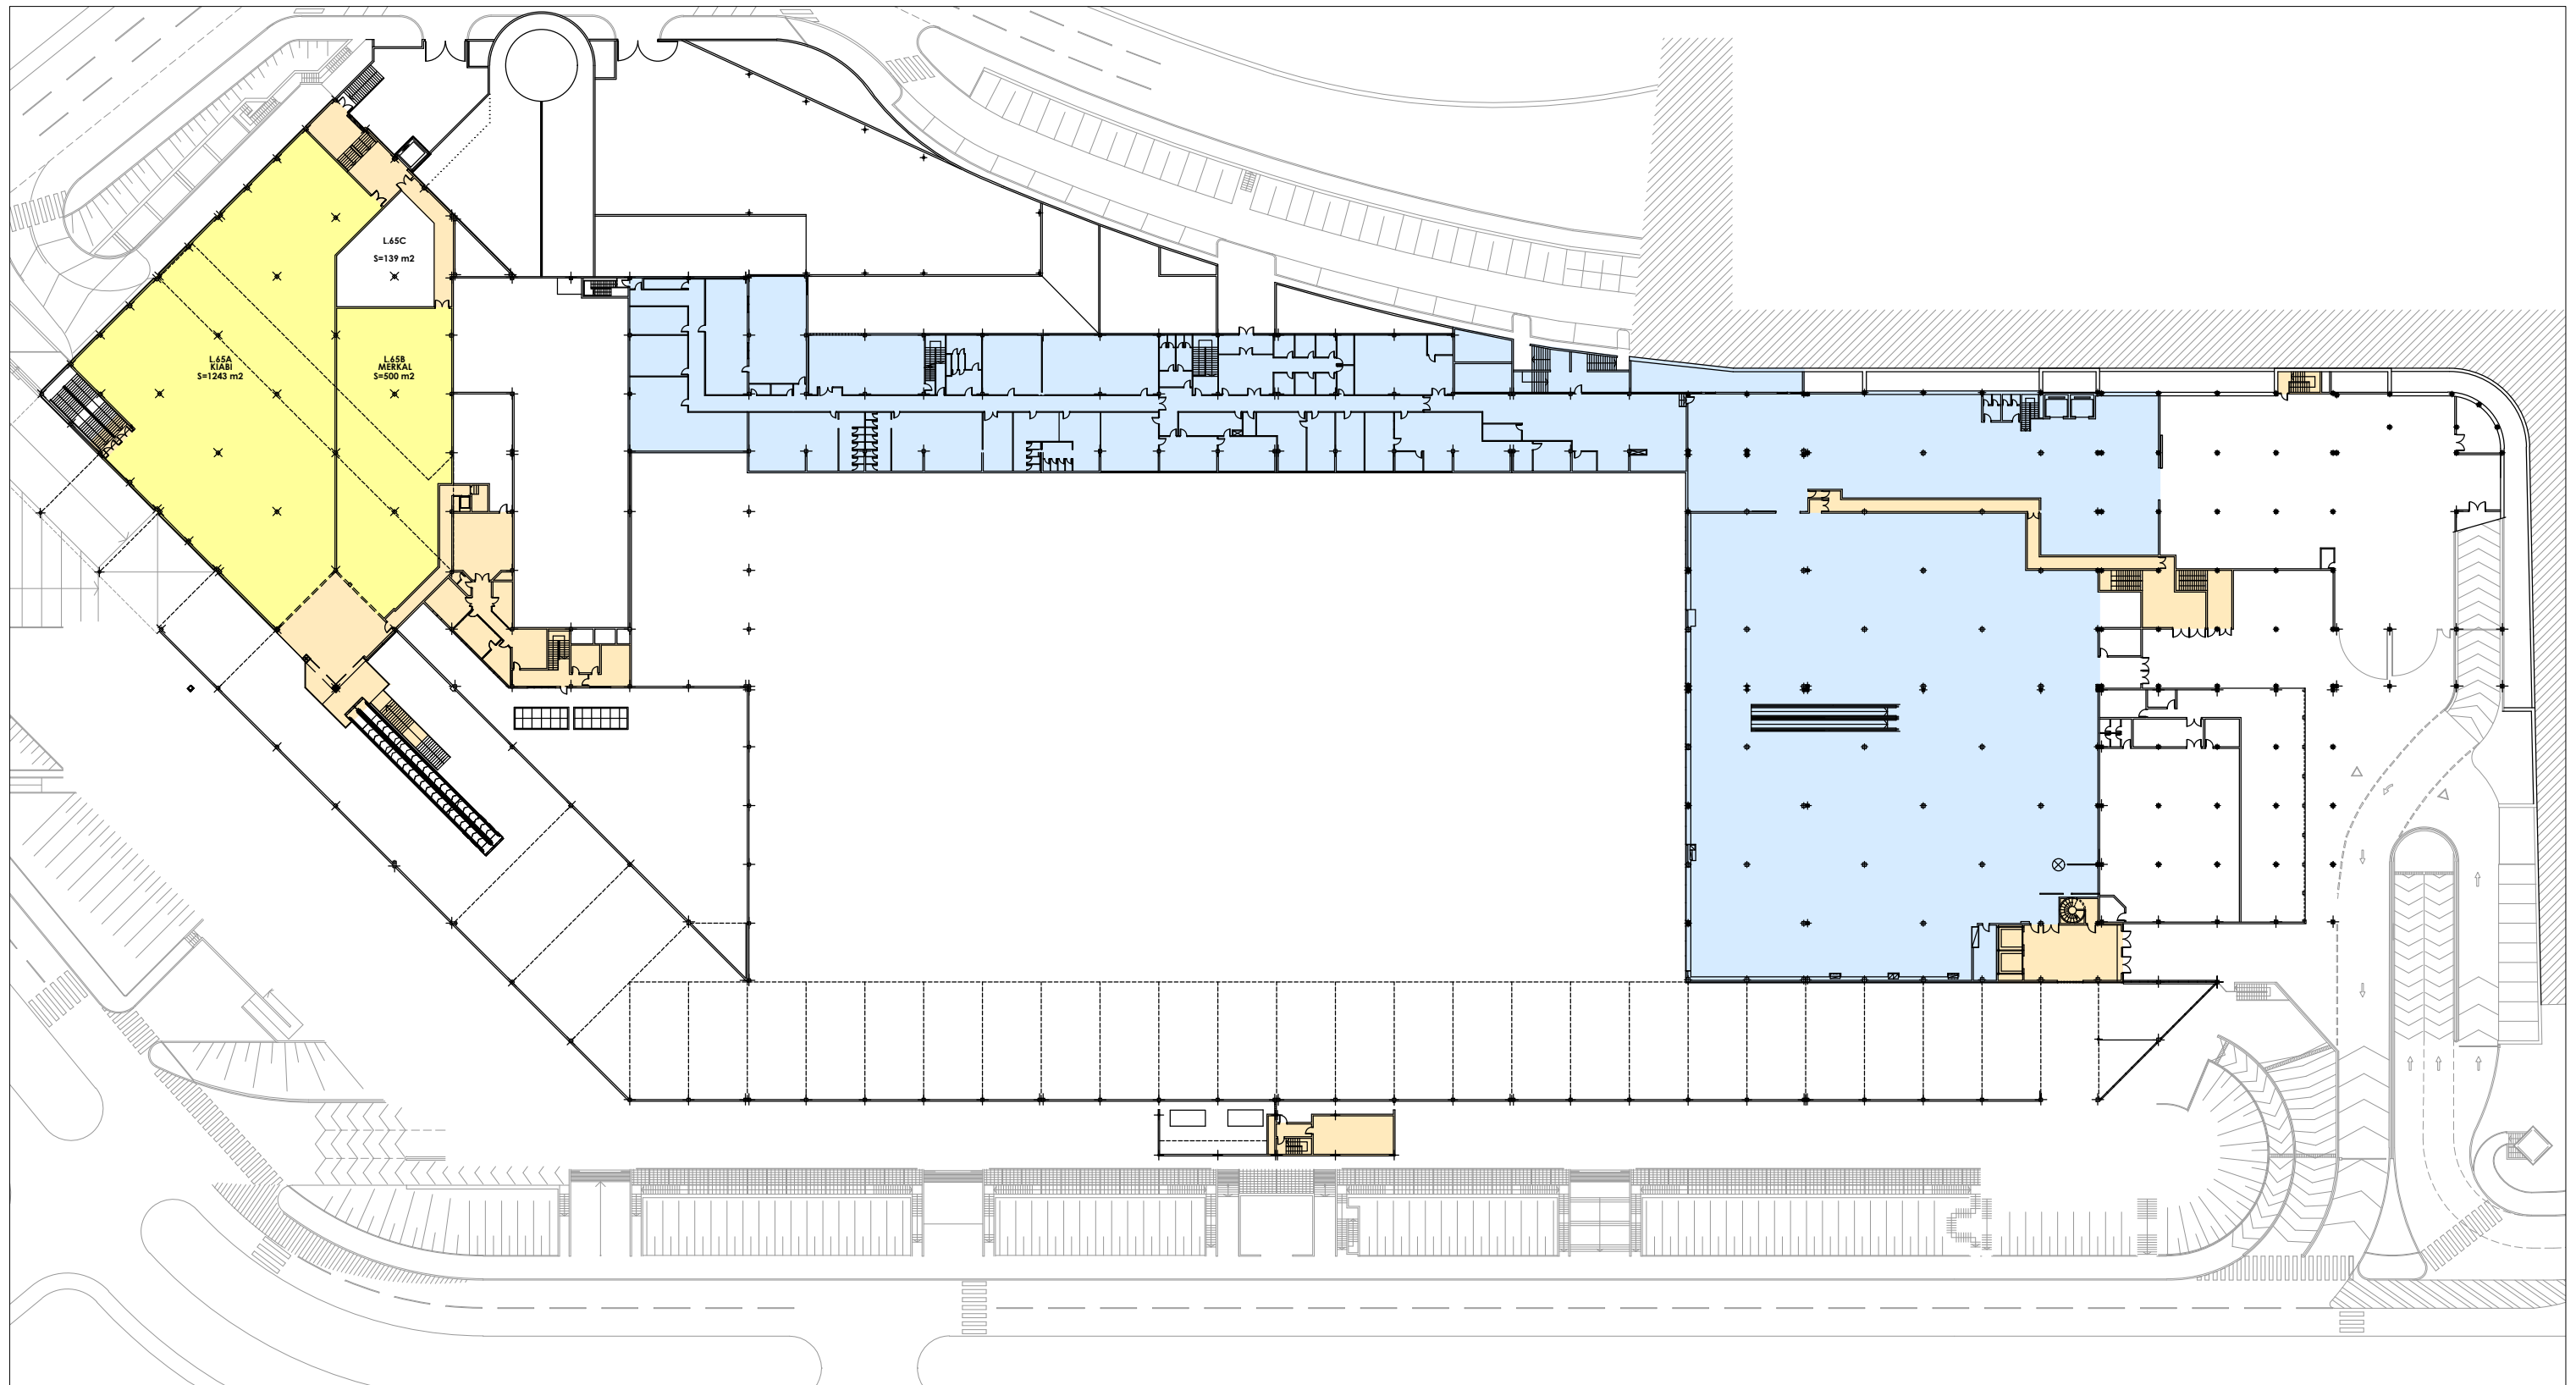 L.65C
S=139 m2
L.65A
KIABI
S=1243 m2
L.65B
MERKAL
S=500 m2